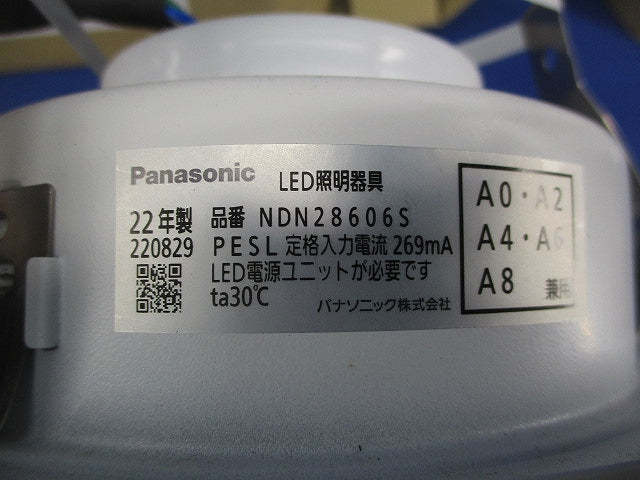 Panasonic LED照明器具
22年製 品番 NDN28606S
220829 PESL 定格入力電流 269mA
LED電源ユニットが必要です
ta30℃ パナソニック株式会社
A0・A2
A4・A6
A8 兼用